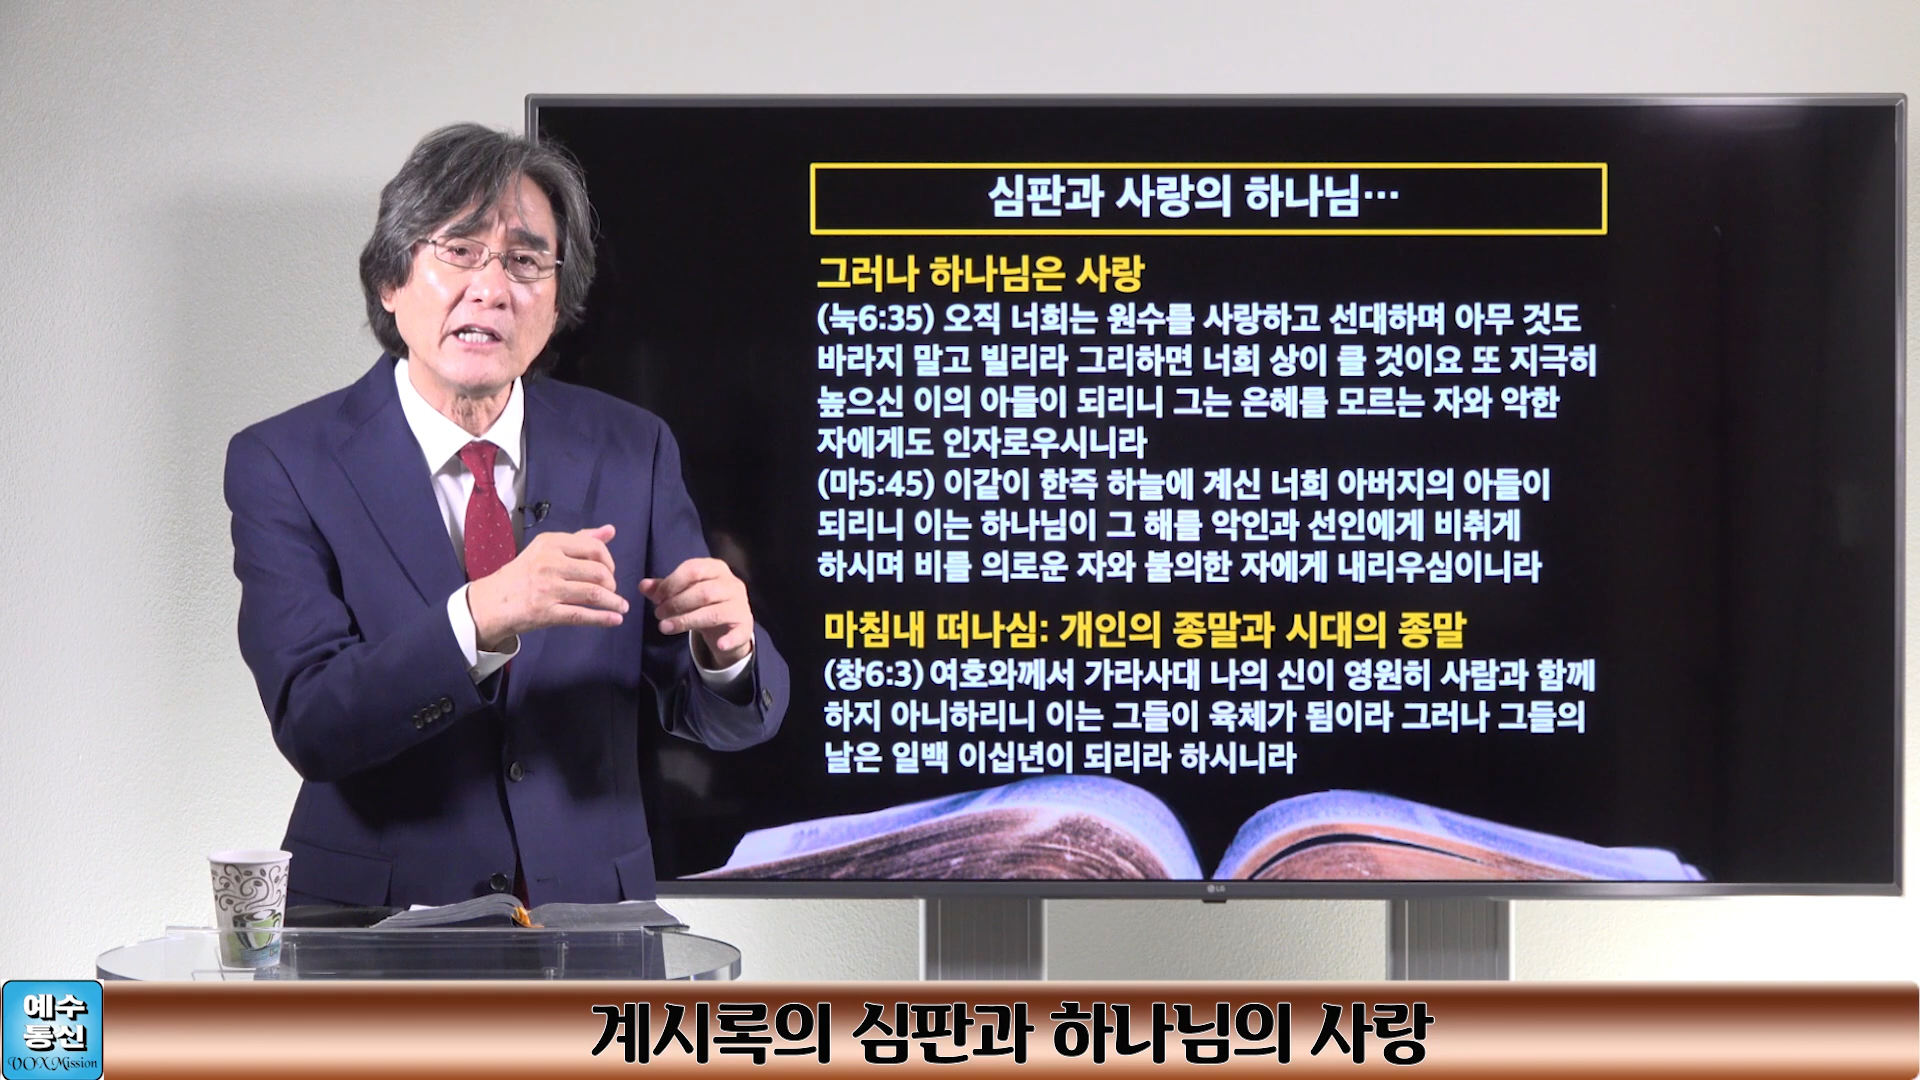 심판과 사랑의 하나님…
그러나 하나님은 사랑
(눅6:35) 오직 너희는 원수를 사랑하고 선대하며 아무 것도
바라지 말고 빌리라 그리하면 너희 상이 클 것이요 또 지극히
높으신 이의 아들이 되리니 그는 은혜를 모르는 자와 악한
자에게도 인자로우시니라
(마5:45) 이같이 한즉 하늘에 계신 너희 아버지의 아들이
되리니 이는 하나님이 그 해를 악인과 선인에게 비취게
하시며 비를 의로운 자와 불의한 자에게 내리우심이니라
마침내 떠나심: 개인의 종말과 시대의 종말
(창6:3) 여호와께서 가라사대 나의 신이 영원히 사람과 함께
하지 아니하리니 이는 그들이 육체가 됨이라 그러나 그들의
날은 일백 이십년이 되리라 하시니라
LG
예수
통신
VOX Mission
계시록의 심판과 하나님의 사랑